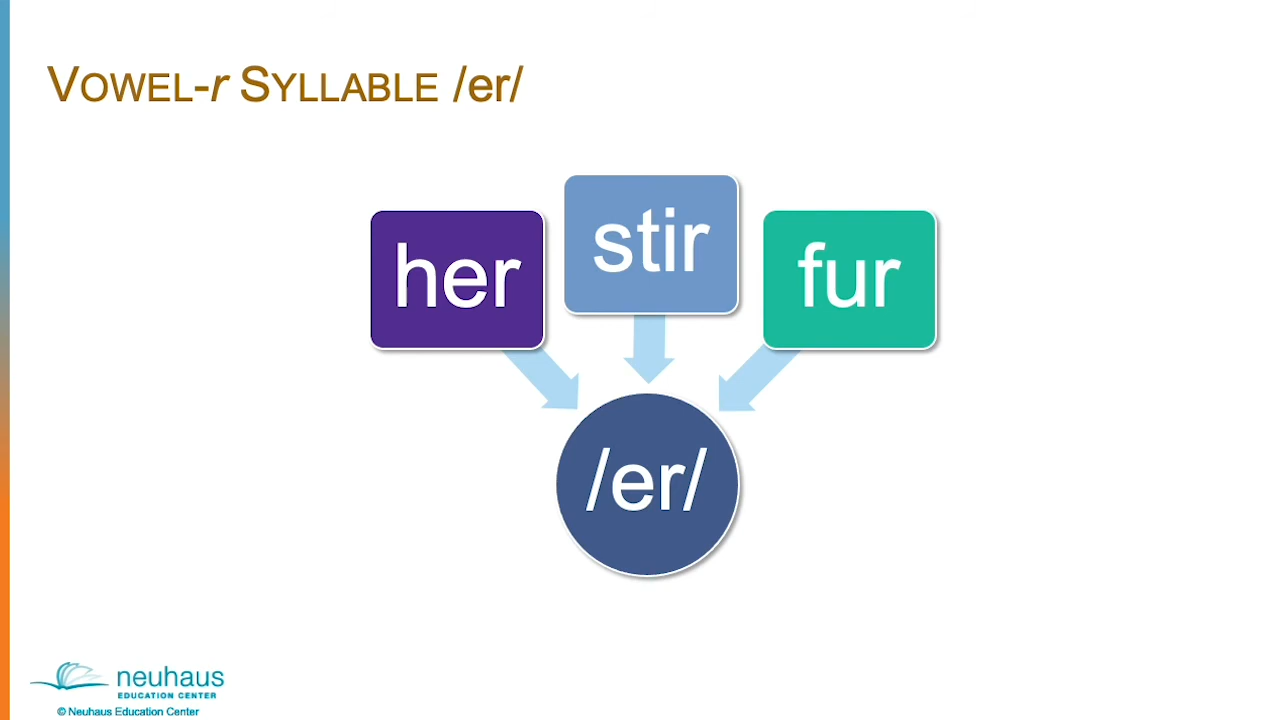 VOWEL-r SYLLABLE /er/
her
stir
fur
/er/
neuhaus
EDUCATION CENTER
© Neuhaus Education Center